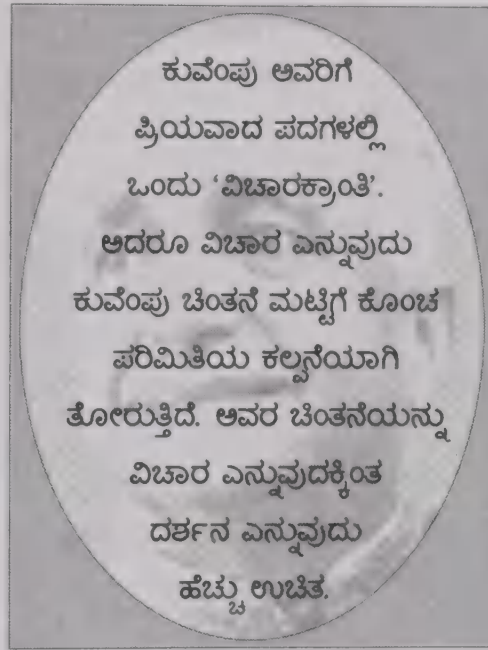 ಕುವೆಂಪು ಅವರಿಗೆ
ಪ್ರಿಯವಾದ ಪದಗಳಲ್ಲಿ
ಒಂದು ‘ವಿಚಾರಕ್ರಾಂತಿ’.
ಆದರೂ ವಿಚಾರ ಎನ್ನುವುದು
ಕುವೆಂಪು ಚಿಂತನೆ ಮಟ್ಟಿಗೆ ಕೊಂಚ
ಪರಿಮಿತಿಯ ಕಲ್ಪನೆಯಾಗಿ
ತೋರುತ್ತಿದೆ. ಅವರ ಚಿಂತನೆಯನ್ನು
ವಿಚಾರ ಎನ್ನುವುದಕ್ಕಿಂತ
ದರ್ಶನ ಎನ್ನುವುದು
ಹೆಚ್ಚು ಉಚಿತ.